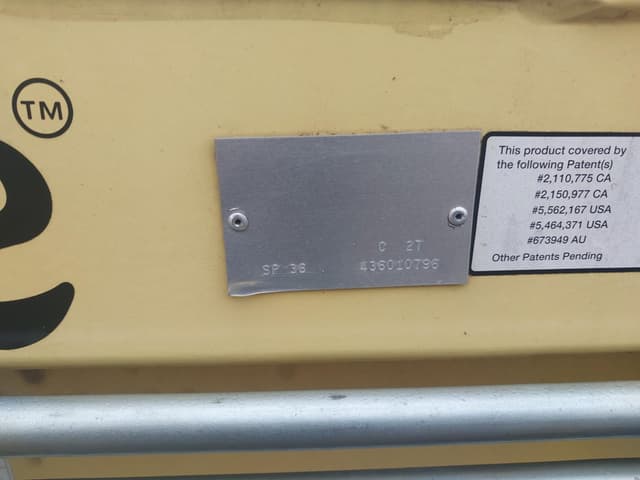 TM
e
C 2T
SP 36 436010796
This product covered by
the following Patent(s)
#2,110,775 CA
#2,150,977 CA
#5,562,167 USA
#5,464,371 USA
#673949 AU
Other Patents Pending